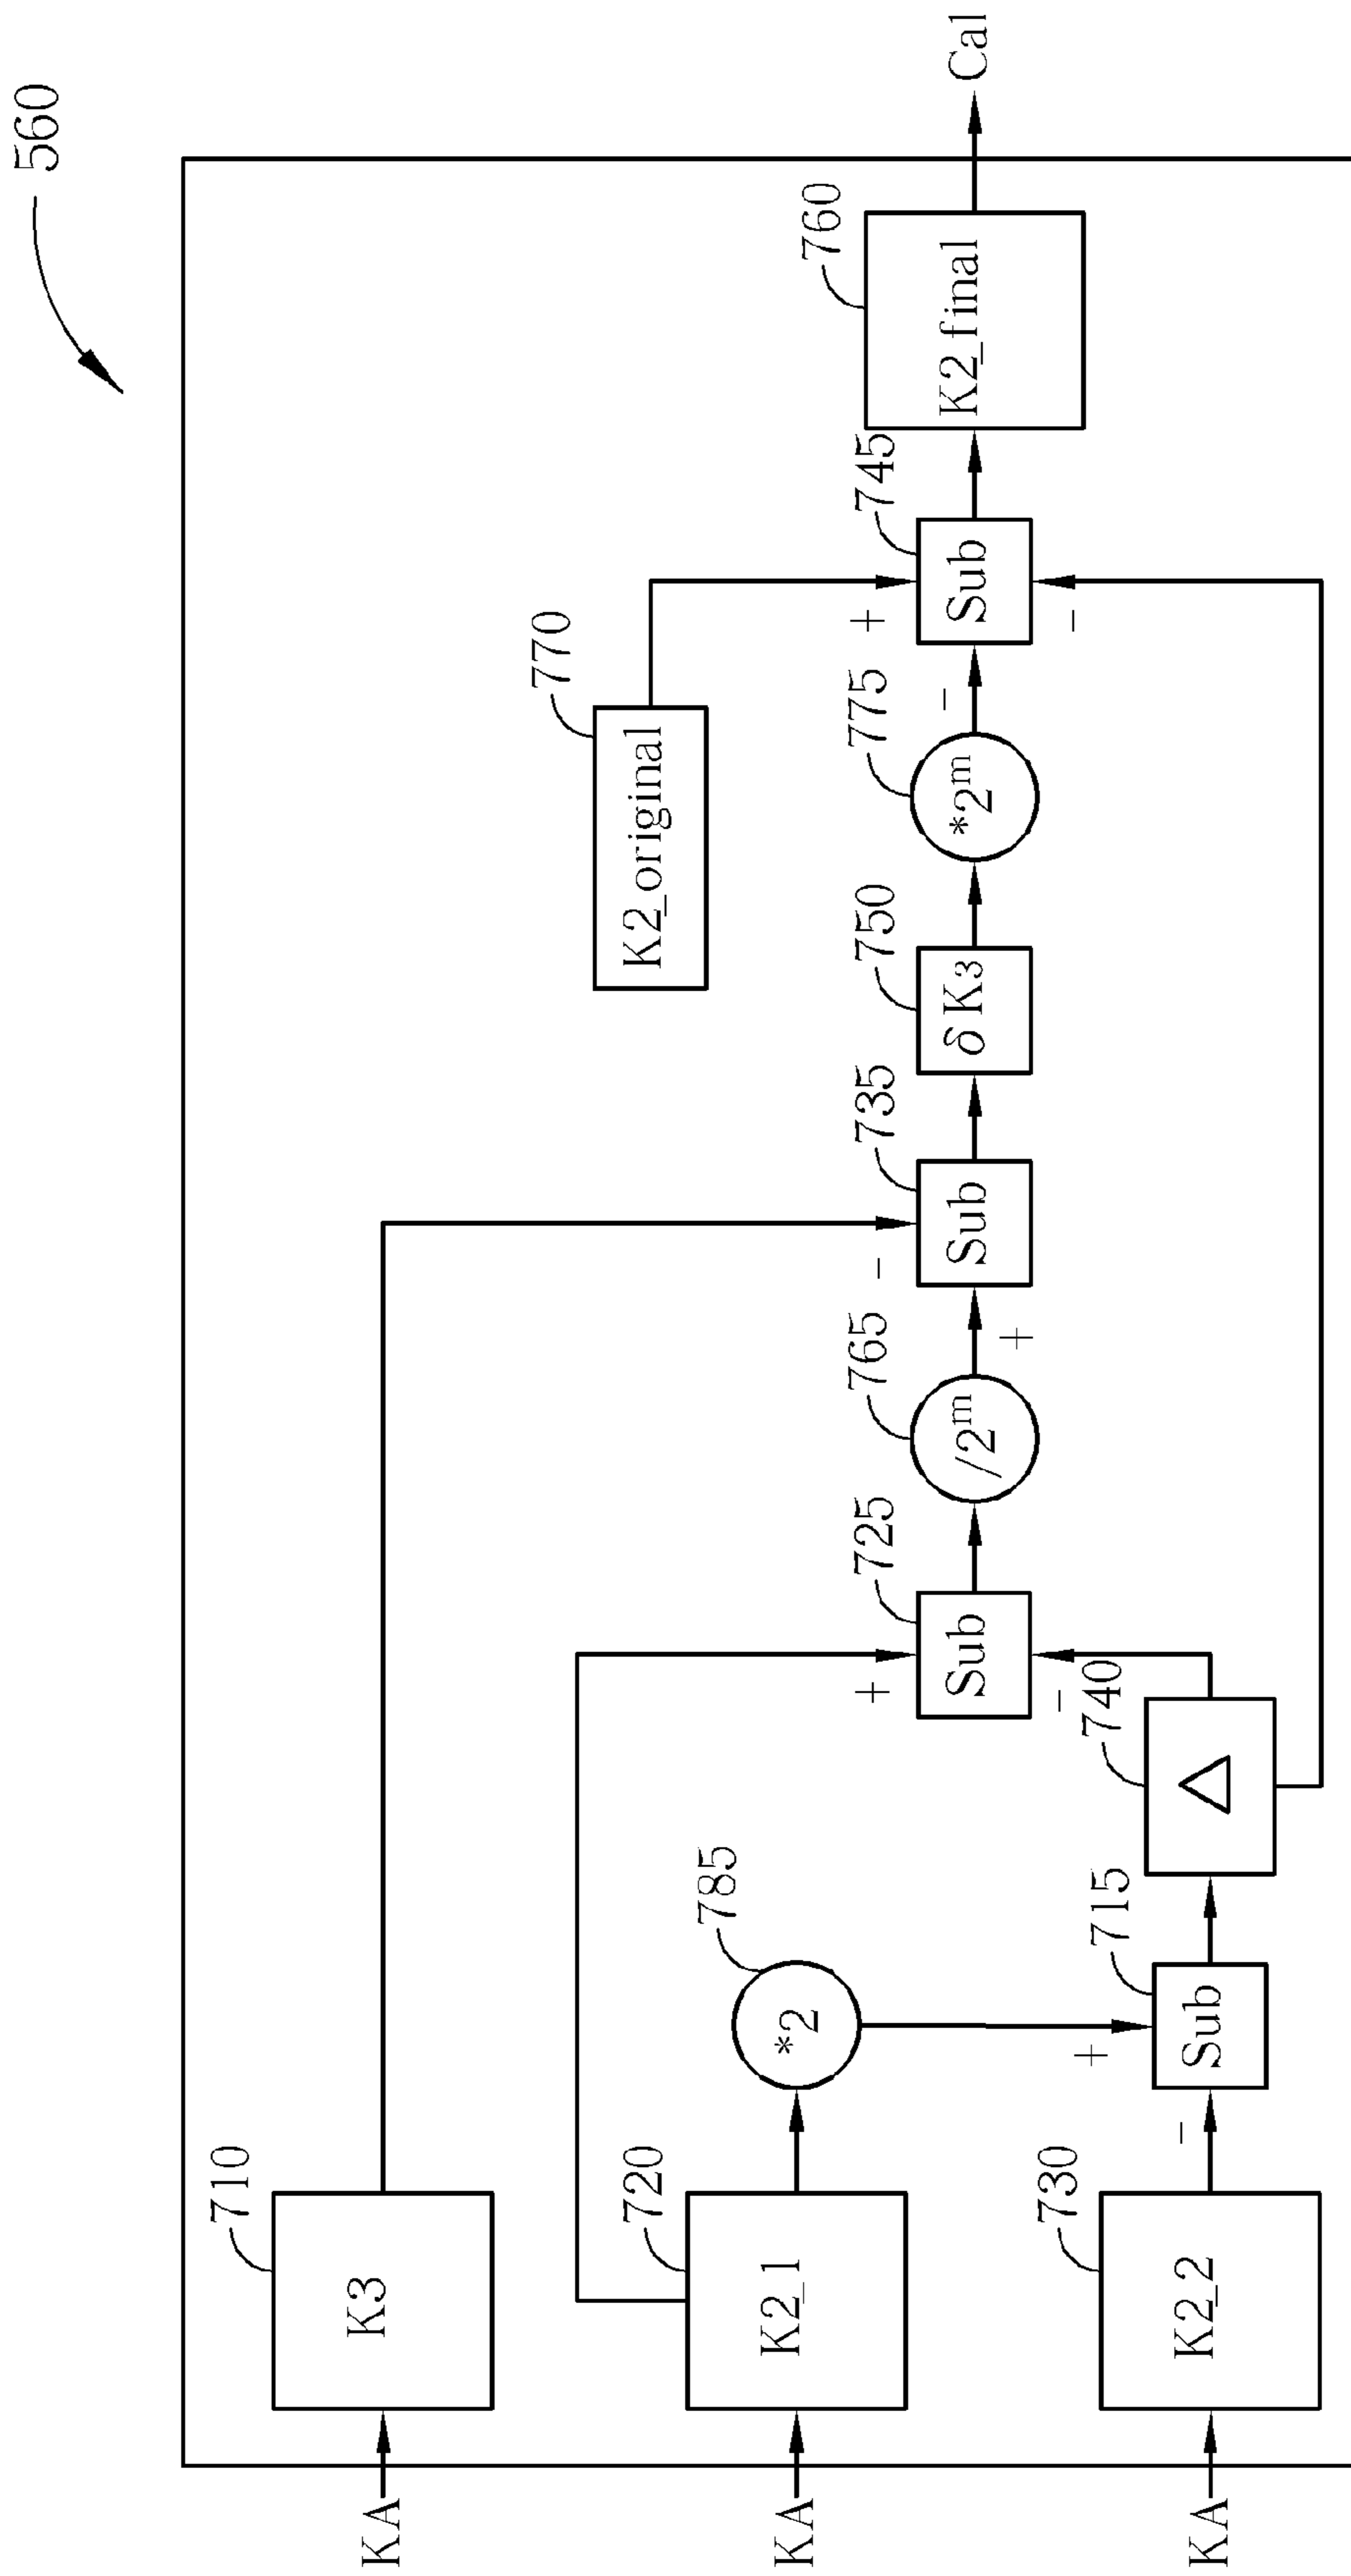 560
KA
K3
710
KA
K2_1
720
*2
785
KA
K2_2
730
-
+
Sub
715
△
740
+
-
Sub
725
/2ᵐ
765
+
-
Sub
735
δK₃
750
*2ᵐ
775
K2_original
770
-
+
-
Sub
745
K2_final
760
Cal